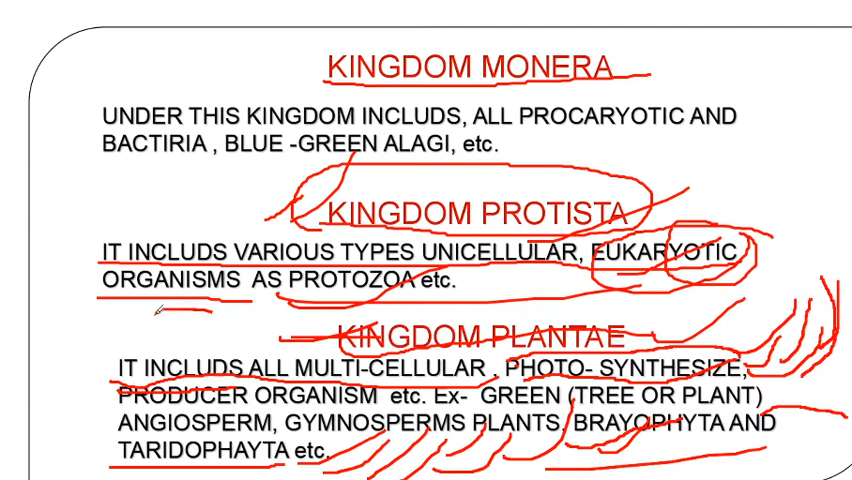 KINGDOM MONERA
UNDER THIS KINGDOM INCLUDS, ALL PROCARYOTIC AND
BACTIRIA , BLUE -GREEN ALAGI, etc.
KINGDOM PROTISTA
IT INCLUDS VARIOUS TYPES UNICELLULAR, EUKARYOTIC
ORGANISMS AS PROTOZOA etc.
KINGDOM PLANTAE
IT INCLUDS ALL MULTI-CELLULAR , PHOTO- SYNTHESIZE,
PRODUCER ORGANISM etc. Ex- GREEN (TREE OR PLANT)
ANGIOSPERM, GYMNOSPERMS PLANTS, BRAYOPHYTA AND
TARIDOPHAYTA etc.